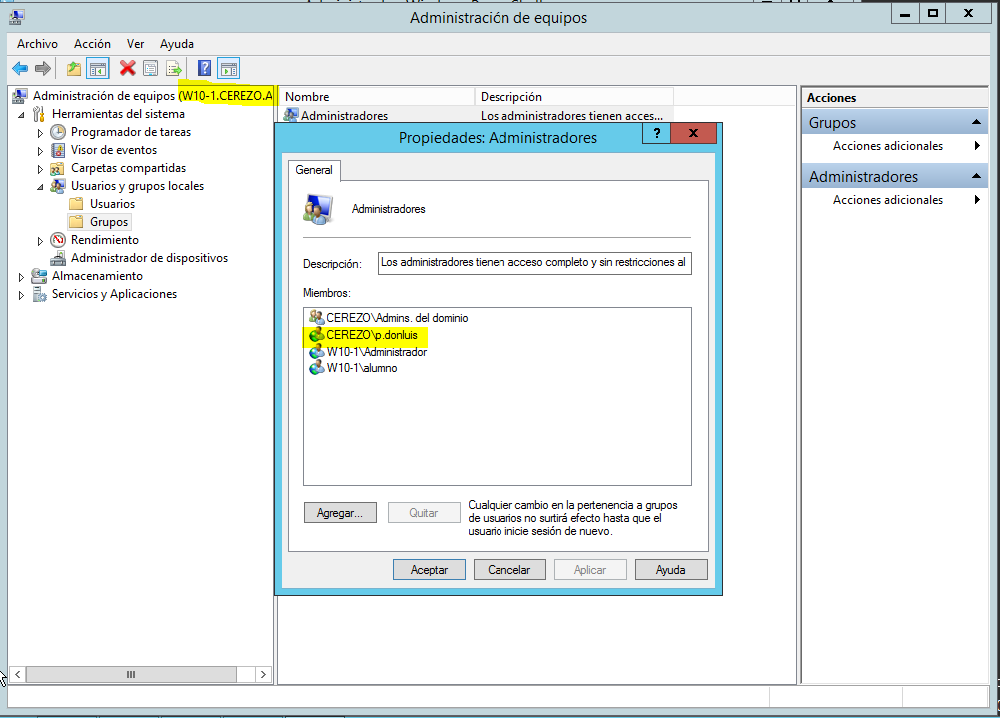 Administración de equipos
Archivo Acción Ver Ayuda
Administración de equipos (W10-1.CEREZO.A
Herramientas del sistema
Programador de tareas
Visor de eventos
Carpetas compartidas
Usuarios y grupos locales
Usuarios
Grupos
Rendimiento
Administrador de dispositivos
Almacenamiento
Servicios y Aplicaciones
Nombre Descripción
Administradores Los administradores tienen acces...
Propiedades: Administradores
General
Administradores
Descripción: Los administradores tienen acceso completo y sin restricciones al
Miembros:
CEREZO\Admins. del dominio
CEREZO\p.donluis
W10-1\Administrador
W10-1\alumno
Agregar... Quitar
Cualquier cambio en la pertenencia a grupos
de usuarios no surtirá efecto hasta que el
usuario inicie sesión de nuevo.
Aceptar Cancelar Aplicar Ayuda
Acciones
Grupos
Acciones adicionales
Administradores
Acciones adicionales